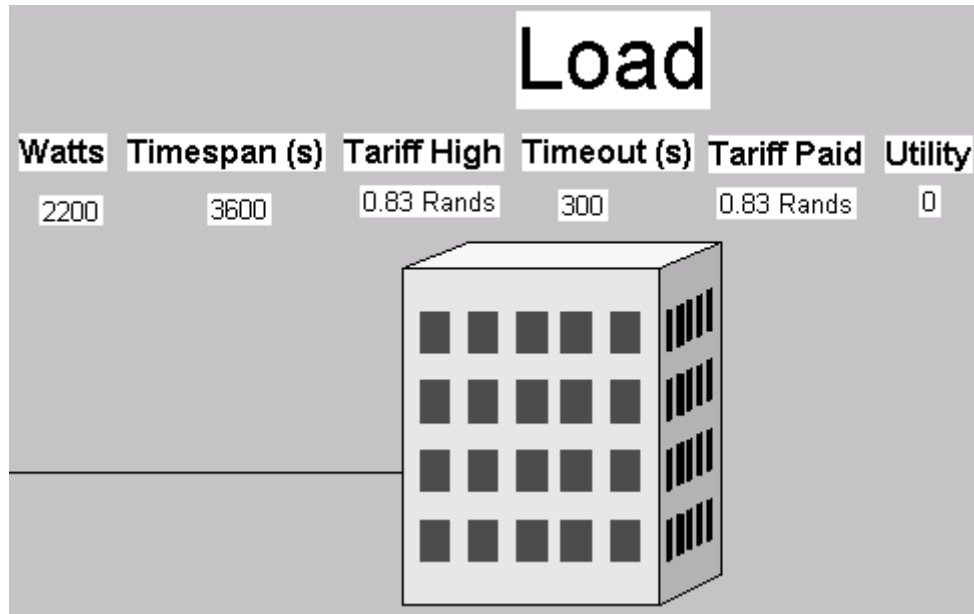 Load
Watts Timespan (s) Tariff High Timeout (s) Tariff Paid Utility
2200 3600 0.83 Rands 300 0.83 Rands 0